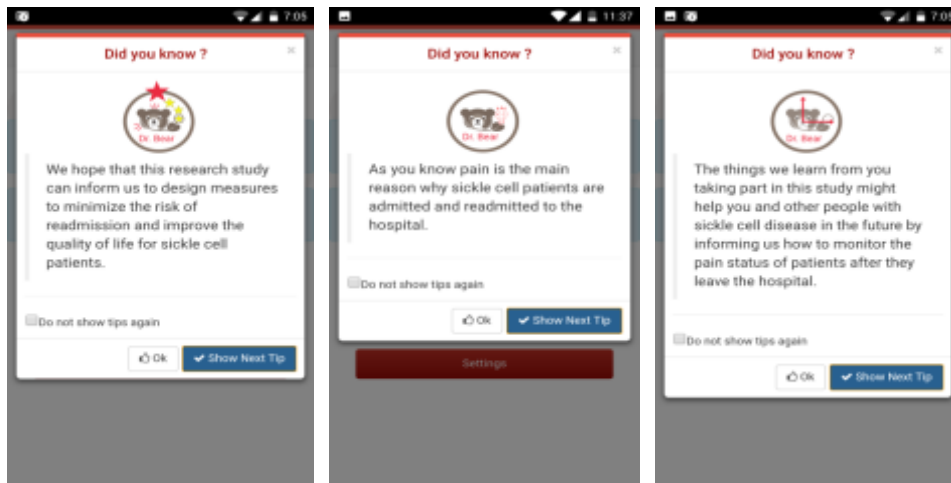 7:05
Did you know ?
×
Dr. Bear
We hope that this research study
can inform us to design measures
to minimize the risk of
readmission and improve the
quality of life for sickle cell
patients.
Do not show tips again
Ok
Show Next Tip
11:37
Did you know ?
×
Dr. Bear
As you know pain is the main
reason why sickle cell patients are
admitted and readmitted to the
hospital.
Do not show tips again
Ok
Show Next Tip
Settings
7:05
Did you know ?
×
Dr. Bear
The things we learn from you
taking part in this study might
help you and other people with
sickle cell disease in the future by
informing us how to monitor the
pain status of patients after they
leave the hospital.
Do not show tips again
Ok
Show Next Tip